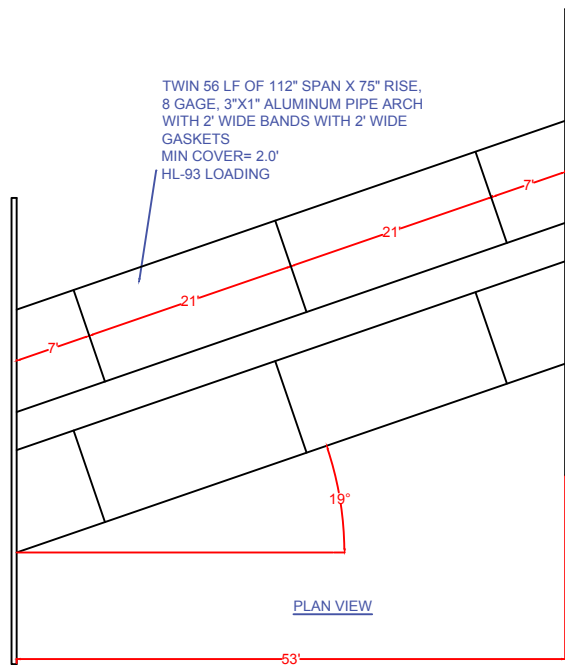 TWIN 56 LF OF 112" SPAN X 75" RISE,
8 GAGE, 3"X1" ALUMINUM PIPE ARCH
WITH 2' WIDE BANDS WITH 2' WIDE
GASKETS
MIN COVER= 2.0'
HL-93 LOADING
7'
21'
21'
7'
19°
PLAN VIEW
53'